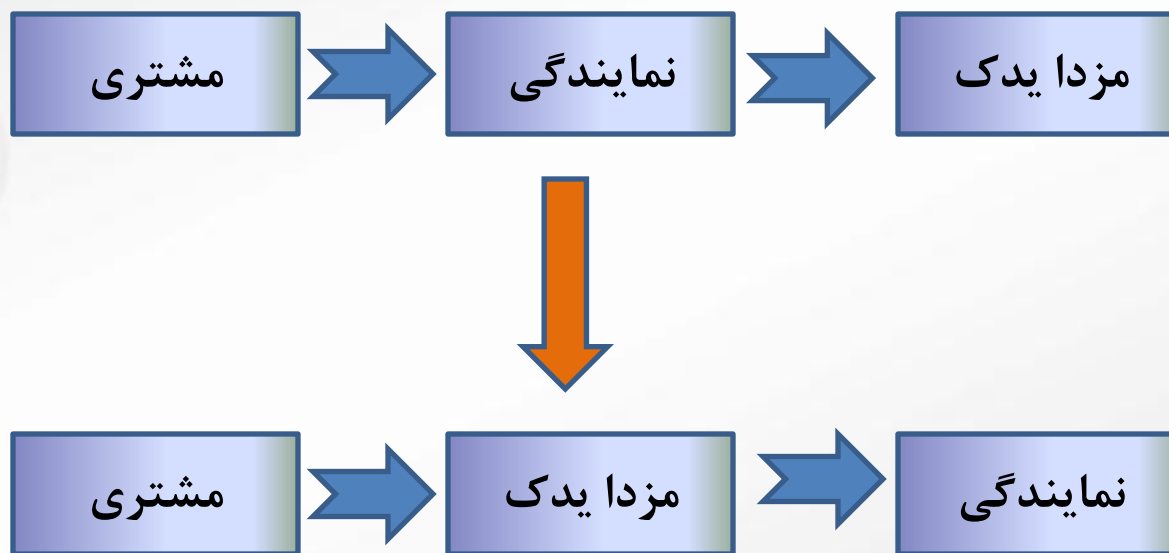 مشتری
نمایندگی
مزدا یدک
مشتری
مزدا یدک
نمایندگی